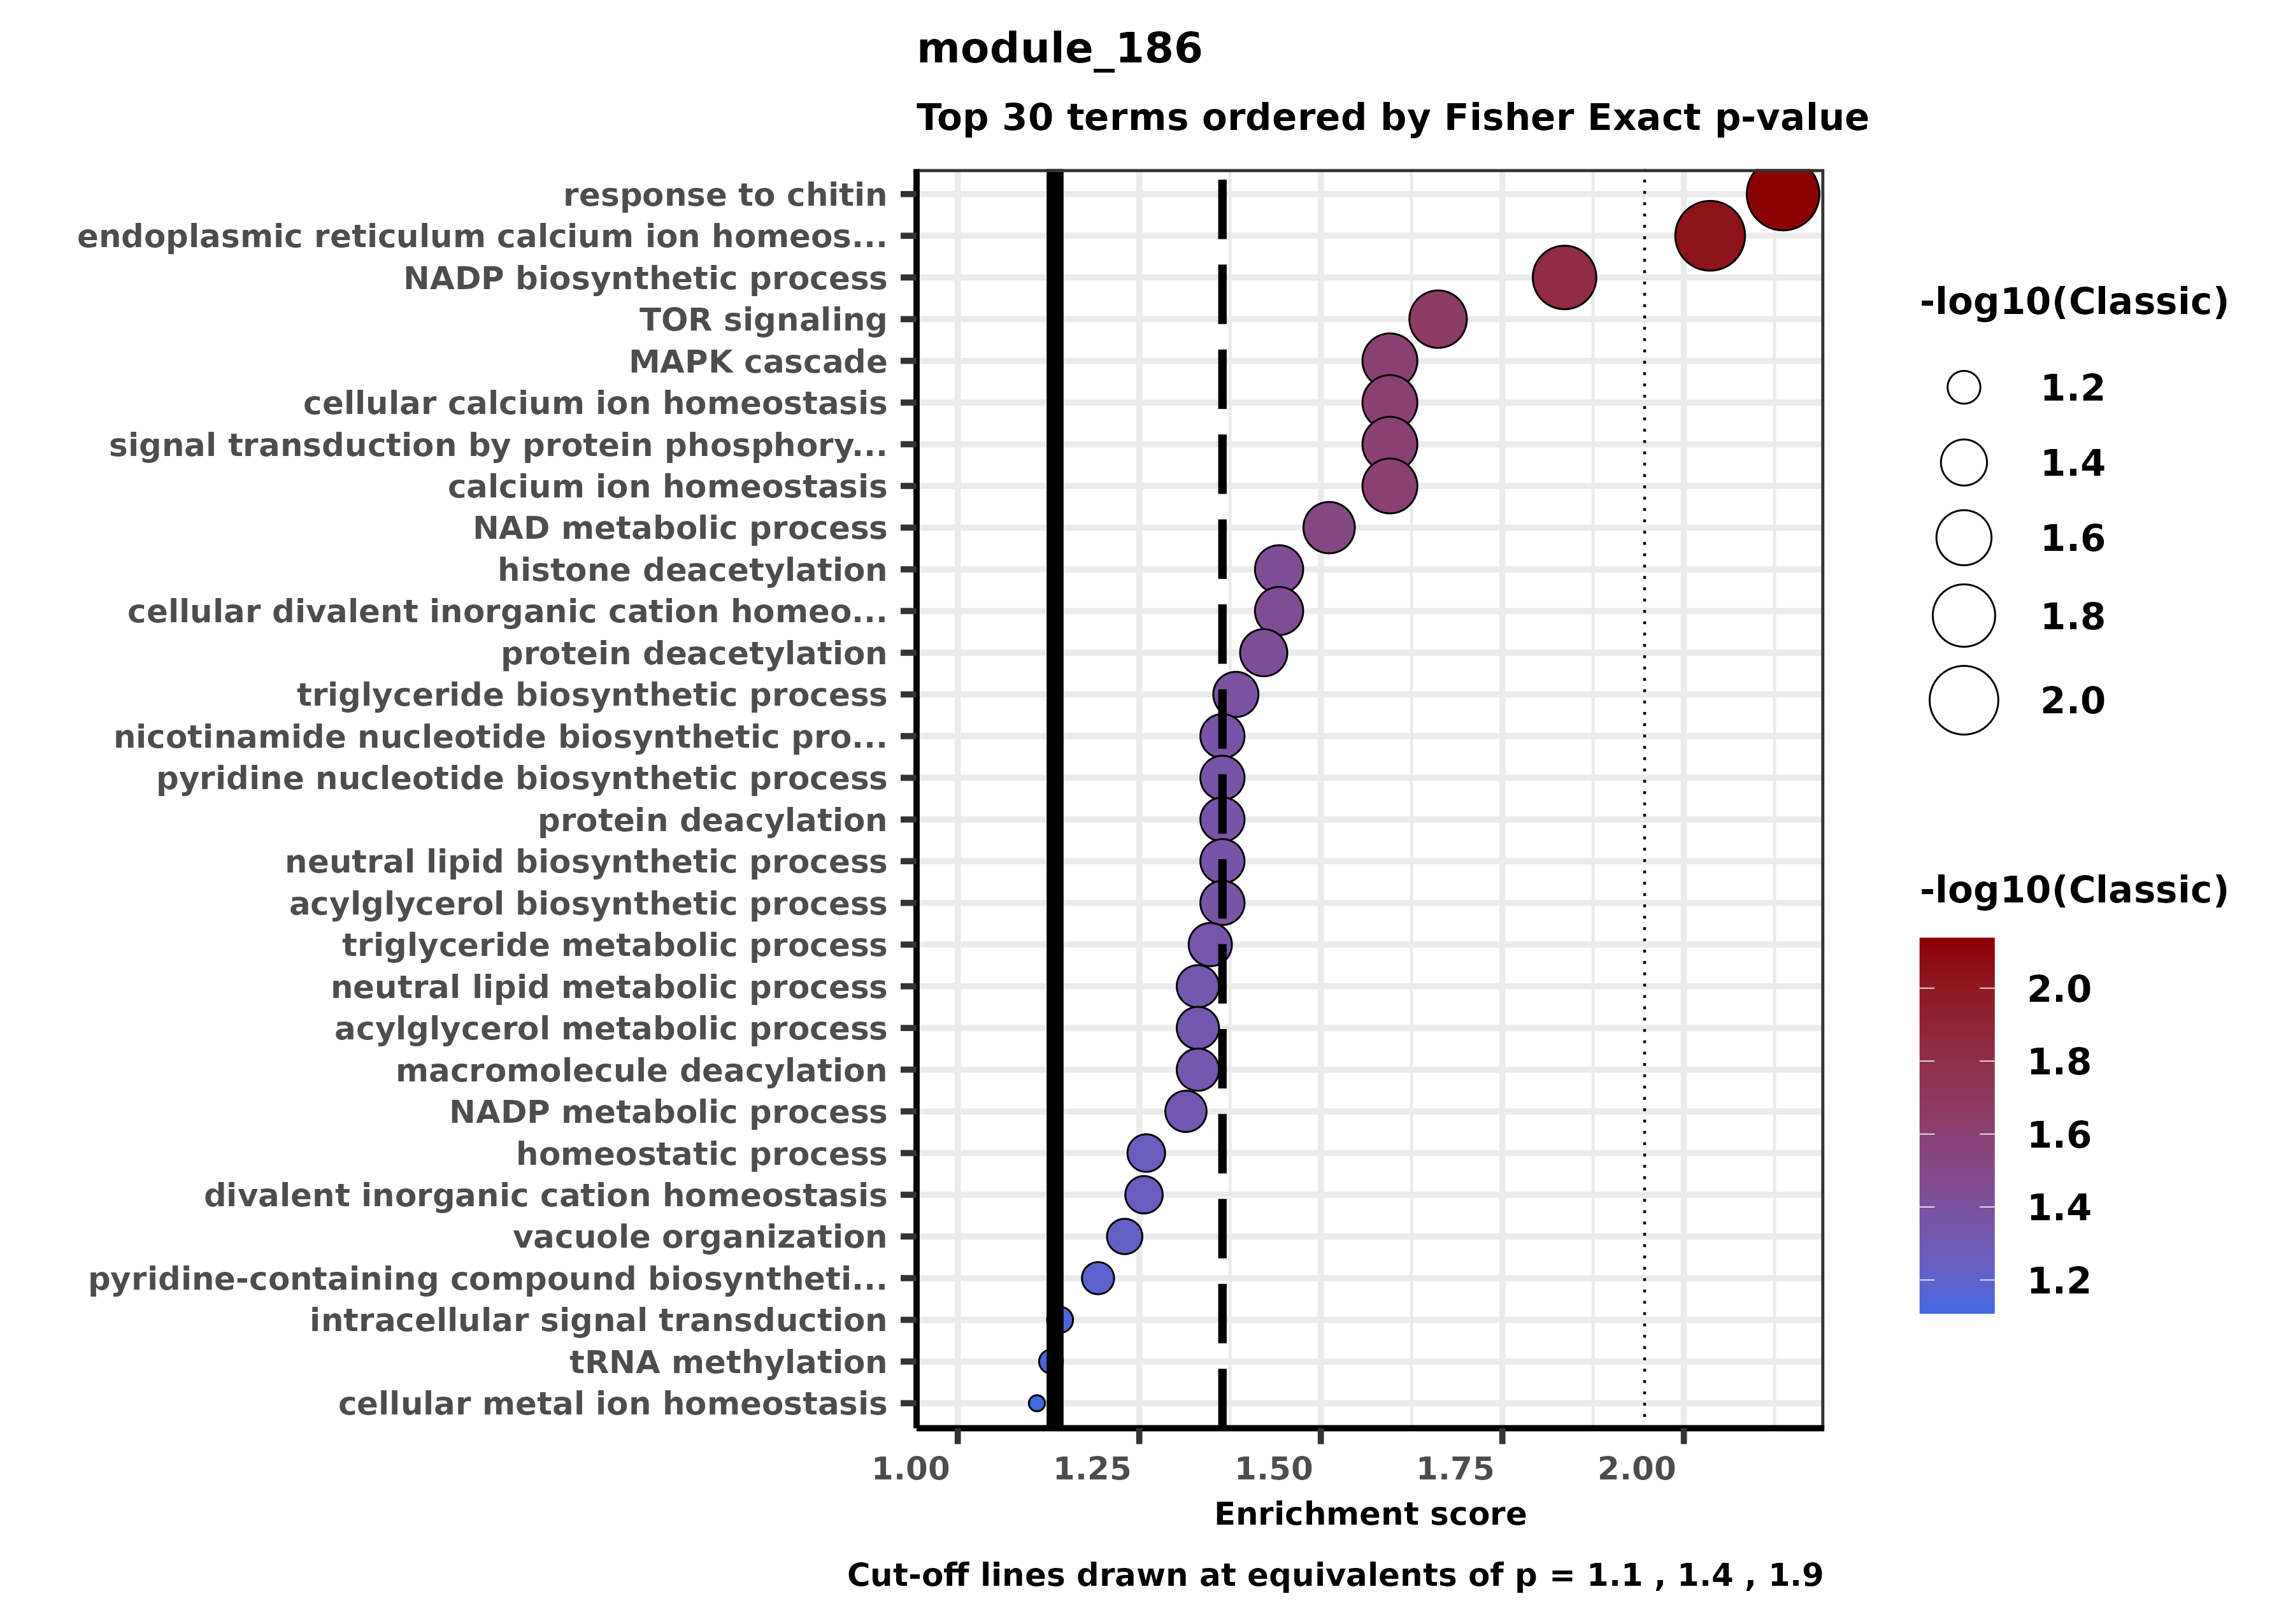 module_186
Top 30 terms ordered by Fisher Exact p-value
response to chitin
endoplasmic reticulum calcium ion homeos...
NADP biosynthetic process
TOR signaling
MAPK cascade
cellular calcium ion homeostasis
signal transduction by protein phosphory...
calcium ion homeostasis
NAD metabolic process
histone deacetylation
cellular divalent inorganic cation homeo...
protein deacetylation
triglyceride biosynthetic process
nicotinamide nucleotide biosynthetic pro...
pyridine nucleotide biosynthetic process
protein deacylation
neutral lipid biosynthetic process
acylglycerol biosynthetic process
triglyceride metabolic process
neutral lipid metabolic process
acylglycerol metabolic process
macromolecule deacylation
NADP metabolic process
homeostatic process
divalent inorganic cation homeostasis
vacuole organization
pyridine-containing compound biosyntheti...
intracellular signal transduction
tRNA methylation
cellular metal ion homeostasis
1.00 1.25 1.50 1.75 2.00
Enrichment score
Cut-off lines drawn at equivalents of p = 1.1 , 1.4 , 1.9
-log10(Classic)
1.2
1.4
1.6
1.8
2.0
-log10(Classic)
2.0
1.8
1.6
1.4
1.2